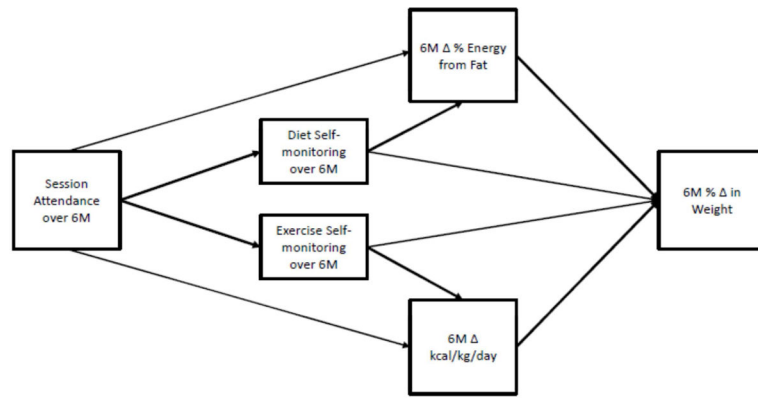 6M Δ % Energy
from Fat
Diet Self-
monitoring
over 6M
Session
Attendance
over 6M
6M % Δ in
Weight
Exercise Self-
monitoring
over 6M
6M Δ
kcal/kg/day